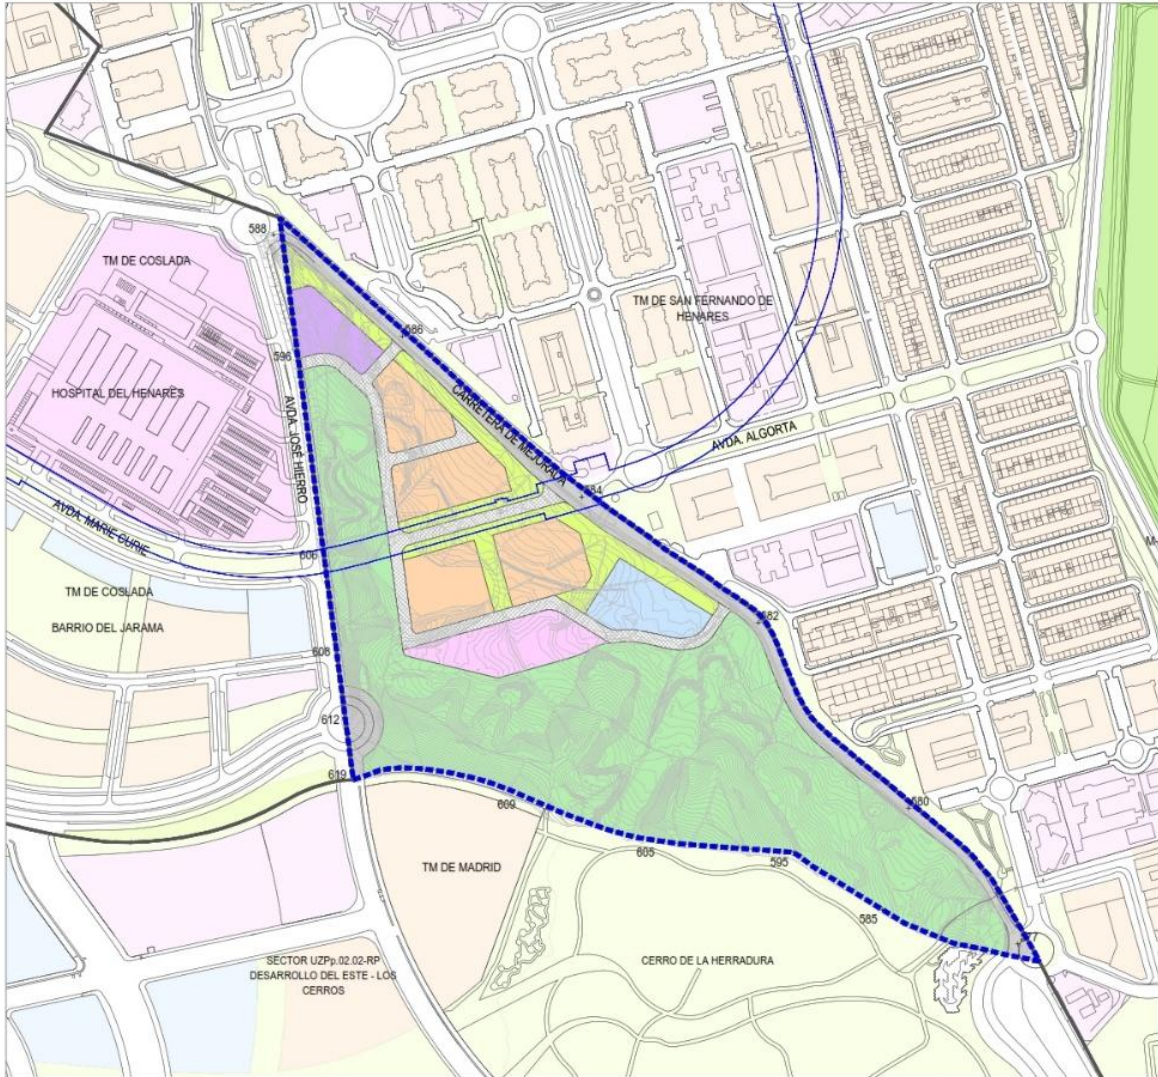 588
TM DE COSLADA
586
TM DE SAN FERNANDO DE
HENARES
596
HOSPITAL DEL HENARES
AVDA. JOSÉ HIERRO
CARRETERA DE MEJORADA
AVDA. ALGORTA
584
AVDA. MARIE CURIE
606
TM DE COSLADA
BARRIO DEL JARAMA
582
608
612
619
609
580
605
595
TM DE MADRID
585
577
SECTOR UZPp.02.02-RP
DESARROLLO DEL ESTE - LOS
CERROS
CERRO DE LA HERRADURA